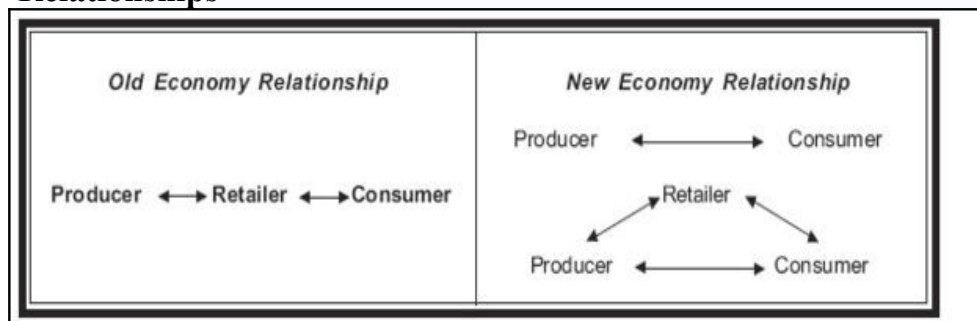 Relationships
Old Economy Relationship
Producer Retailer Consumer
New Economy Relationship
Producer Consumer
Retailer
Producer Consumer